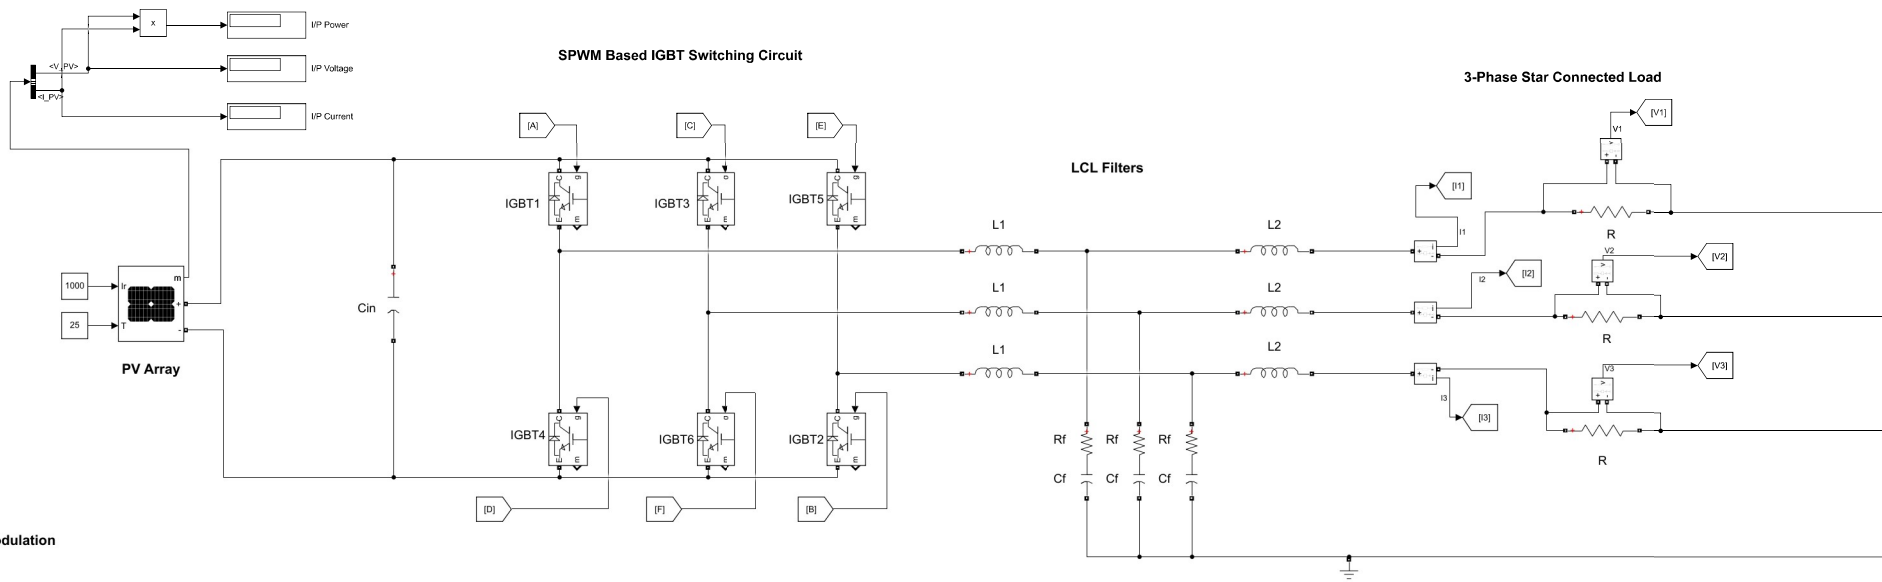 x
I/P Power
<V_PV>
I/P Voltage
<I_PV>
I/P Current
SPWM Based IGBT Switching Circuit
3-Phase Star Connected Load
[A]
[C]
[E]
[V1]
V1
v
+ -
LCL Filters
C g
IGBT1
E m
C g
IGBT3
E m
C g
IGBT5
E m
[I1]
I1
+ i -
R
L1
L2
V2
[V2]
v
+ -
[I2]
I2
+ i -
R
L1
L2
1000
Ir
25
T
m
+
-
PV Array
Cin
L1
L2
+ - i
I3
[I3]
V3
[V3]
v
+ -
R
C g
IGBT4
E m
C g
IGBT6
E m
C g
IGBT2
E m
Rf
Rf
Rf
Cf
Cf
Cf
[D]
[F]
[B]
dulation